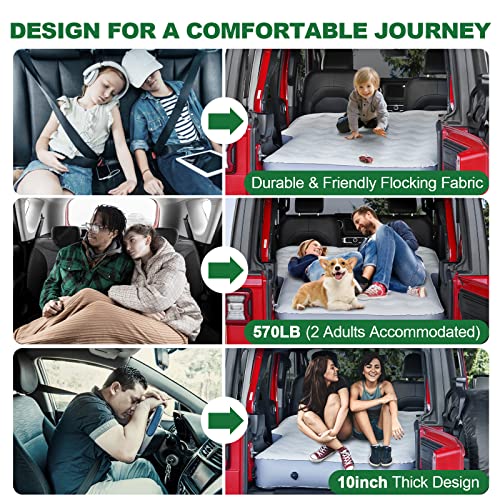 DESIGN FOR A COMFORTABLE JOURNEY
Durable & Friendly Flocking Fabric
570LB (2 Adults Accommodated)
10inch Thick Design